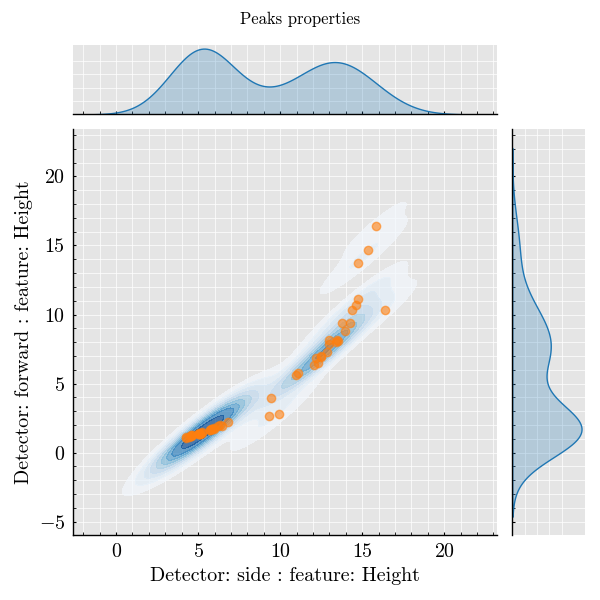 Peaks properties
20
15
10
5
0
−5
Detector: forward : feature: Height
0 5 10 15 20
Detector: side : feature: Height